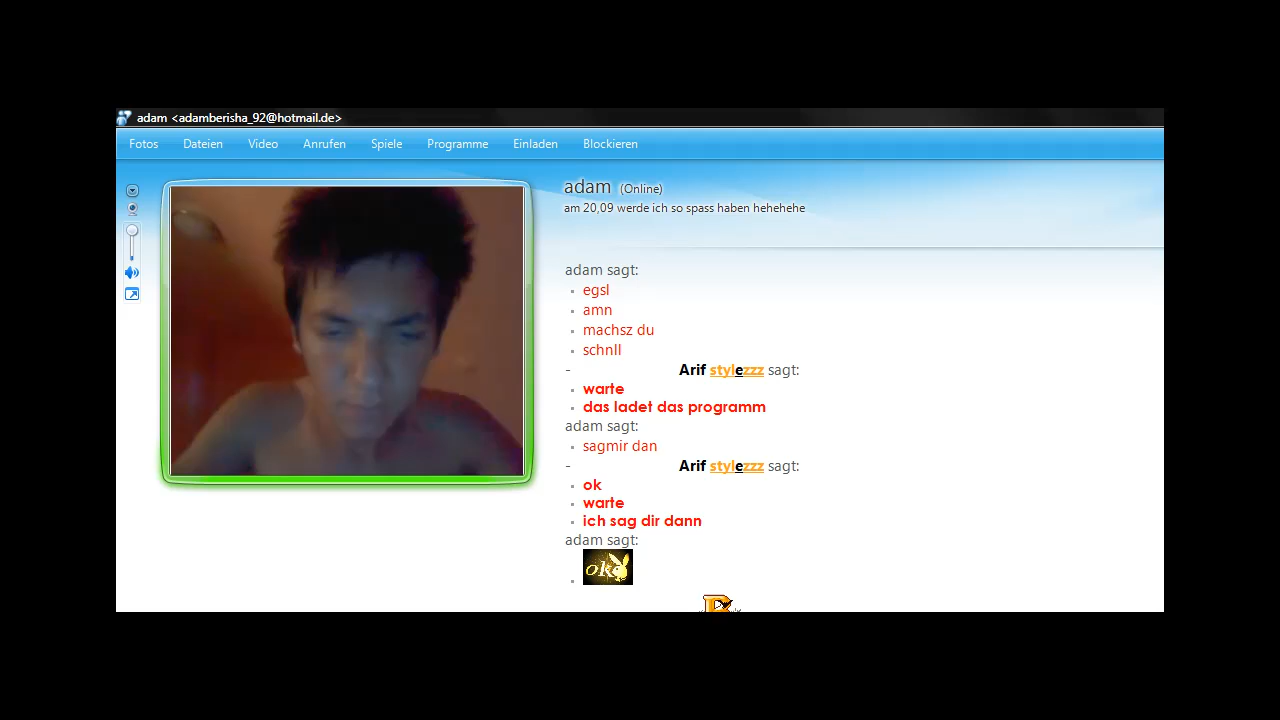 adam <adamberisha_92@hotmail.de>
Fotos Dateien Video Anrufen Spiele Programme Einladen Blockieren
adam (Online)
am 20,09 werde ich so spass haben hehehehe
adam sagt:
egsl
amn
machsz du
schnll
- Arif stylezzz sagt:
warte
das ladet das programm
adam sagt:
sagmir dan
- Arif stylezzz sagt:
ok
warte
ich sag dir dann
adam sagt: